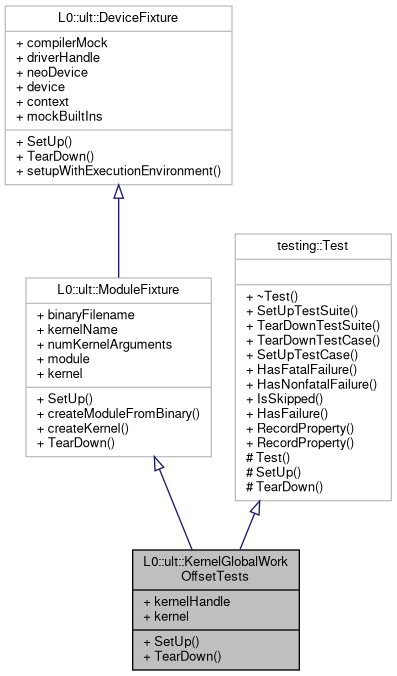 L0::ult::DeviceFixture
+ compilerMock
+ driverHandle
+ neoDevice
+ device
+ context
+ mockBuiltIns
+ SetUp()
+ TearDown()
+ setupWithExecutionEnvironment()
L0::ult::ModuleFixture
+ binaryFilename
+ kernelName
+ numKernelArguments
+ module
+ kernel
+ SetUp()
+ createModuleFromBinary()
+ createKernel()
+ TearDown()
testing::Test
+ ~Test()
+ SetUpTestSuite()
+ TearDownTestSuite()
+ TearDownTestCase()
+ SetUpTestCase()
+ HasFatalFailure()
+ HasNonfatalFailure()
+ IsSkipped()
+ HasFailure()
+ RecordProperty()
+ RecordProperty()
# Test()
# SetUp()
# TearDown()
L0::ult::KernelGlobalWork
OffsetTests
+ kernelHandle
+ kernel
+ SetUp()
+ TearDown()